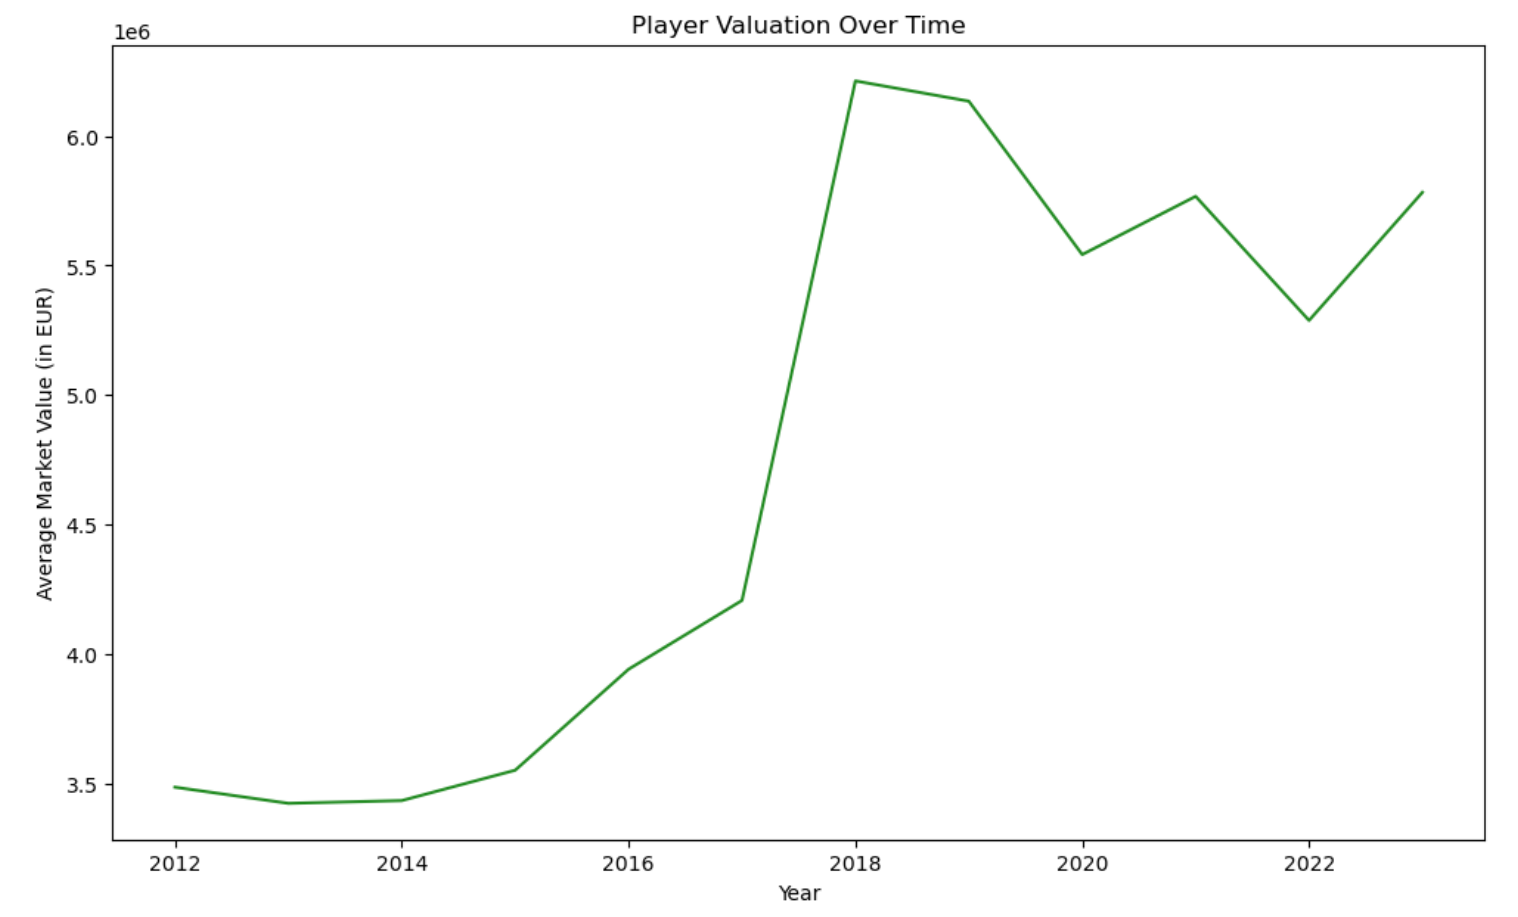 Player Valuation Over Time
1e6
6.0
5.5
5.0
4.5
4.0
3.5
Average Market Value (in EUR)
2012 2014 2016 2018 2020 2022
Year